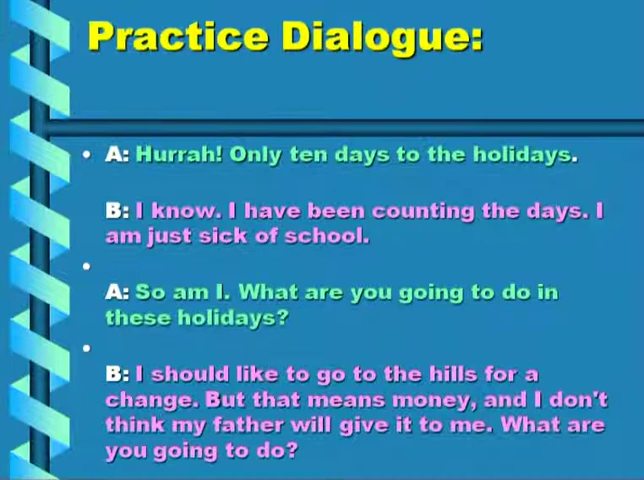 Practice Dialogue:
• A: Hurrah! Only ten days to the holidays.
B: I know. I have been counting the days. I
am just sick of school.
•
A: So am I. What are you going to do in
these holidays?
•
B: I should like to go to the hills for a
change. But that means money, and I don't
think my father will give it to me. What are
you going to do?